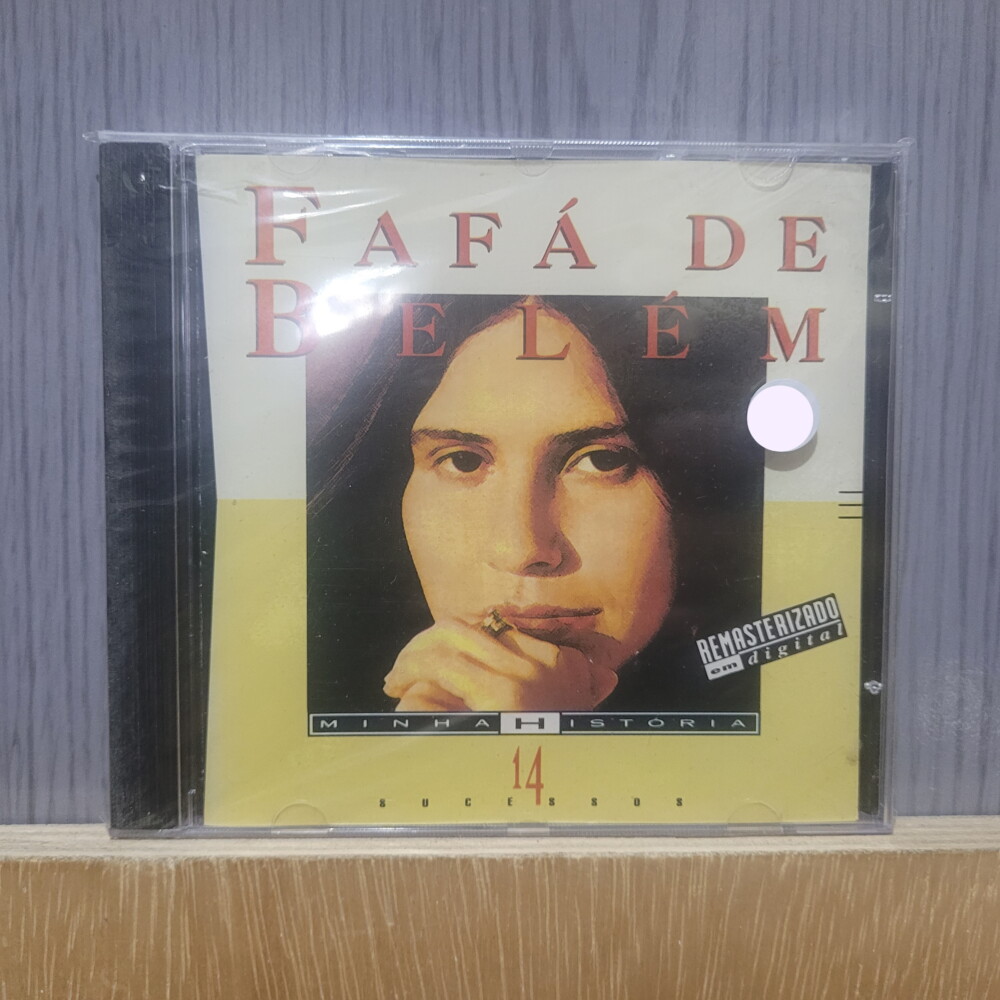 FAFÁ DE
BELÉM
REMASTERIZADO
em digital
MINHA HISTÓRIA
14
SUCESSOS